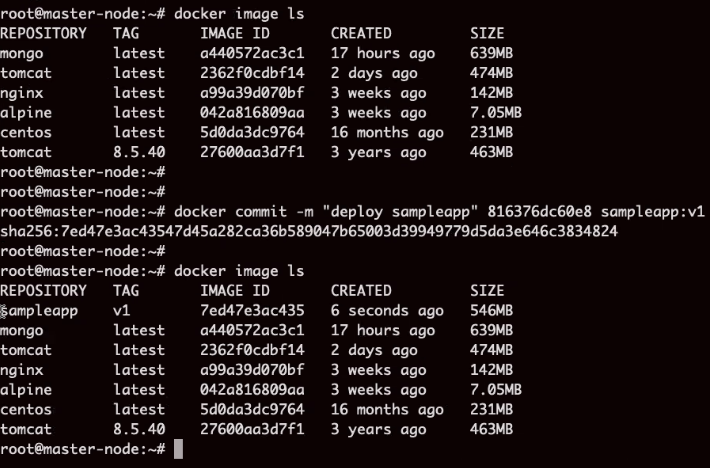 root@master-node:~# docker image ls
REPOSITORY TAG IMAGE ID CREATED SIZE
mongo latest a440572ac3c1 17 hours ago 639MB
tomcat latest 2362f0cdbf14 2 days ago 474MB
nginx latest a99a39d070bf 3 weeks ago 142MB
alpine latest 042a816809aa 3 weeks ago 7.05MB
centos latest 5d0da3dc9764 16 months ago 231MB
tomcat 8.5.40 27600aa3d7f1 3 years ago 463MB
root@master-node:~#
root@master-node:~#
root@master-node:~# docker commit -m "deploy sampleapp" 816376dc60e8 sampleapp:v1
sha256:7ed47e3ac43547d45a282ca36b589047b65003d39949779d5da3e646c3834824
root@master-node:~#
root@master-node:~# docker image ls
REPOSITORY TAG IMAGE ID CREATED SIZE
sampleapp v1 7ed47e3ac435 6 seconds ago 546MB
mongo latest a440572ac3c1 17 hours ago 639MB
tomcat latest 2362f0cdbf14 2 days ago 474MB
nginx latest a99a39d070bf 3 weeks ago 142MB
alpine latest 042a816809aa 3 weeks ago 7.05MB
centos latest 5d0da3dc9764 16 months ago 231MB
tomcat 8.5.40 27600aa3d7f1 3 years ago 463MB
root@master-node:~#